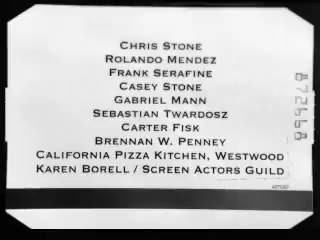 CHRIS STONE
ROLANDO MENDEZ
FRANK SERAFINE
CASEY STONE
GABRIEL MANN
SEBASTIAN TWARDOSZ
CARTER FISK
BRENNAN W. PENNEY
CALIFORNIA PIZZA KITCHEN, WESTWOOD
KAREN BORELL / SCREEN ACTORS GUILD